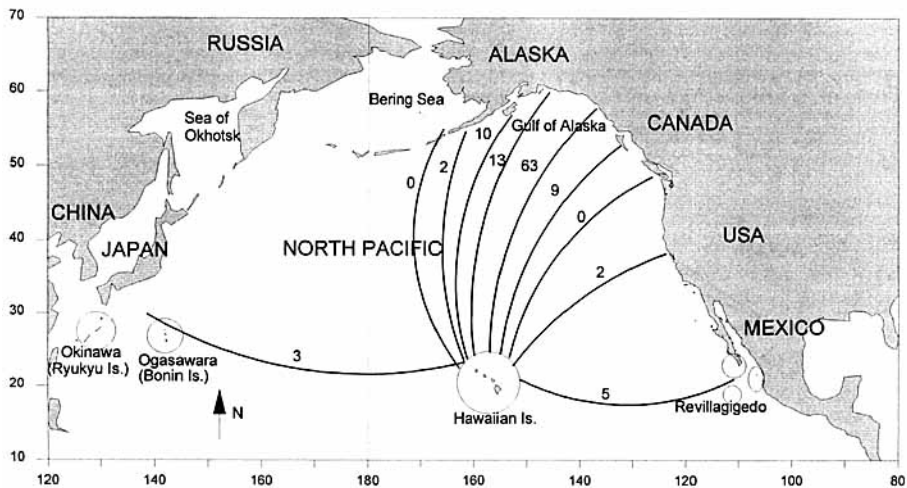 70
60
50
40
30
20
10
RUSSIA
ALASKA
Bering Sea
Sea of
Okhotsk
Gulf of Alaska
CANADA
0
2
10
13
63
9
0
2
CHINA
JAPAN
NORTH PACIFIC
USA
MEXICO
Okinawa
(Ryukyu Is.)
Ogasawara
(Bonin Is.)
3
5
N
Hawaiian Is.
Revillagigedo
120 140 160 180 160 140 120 100 80